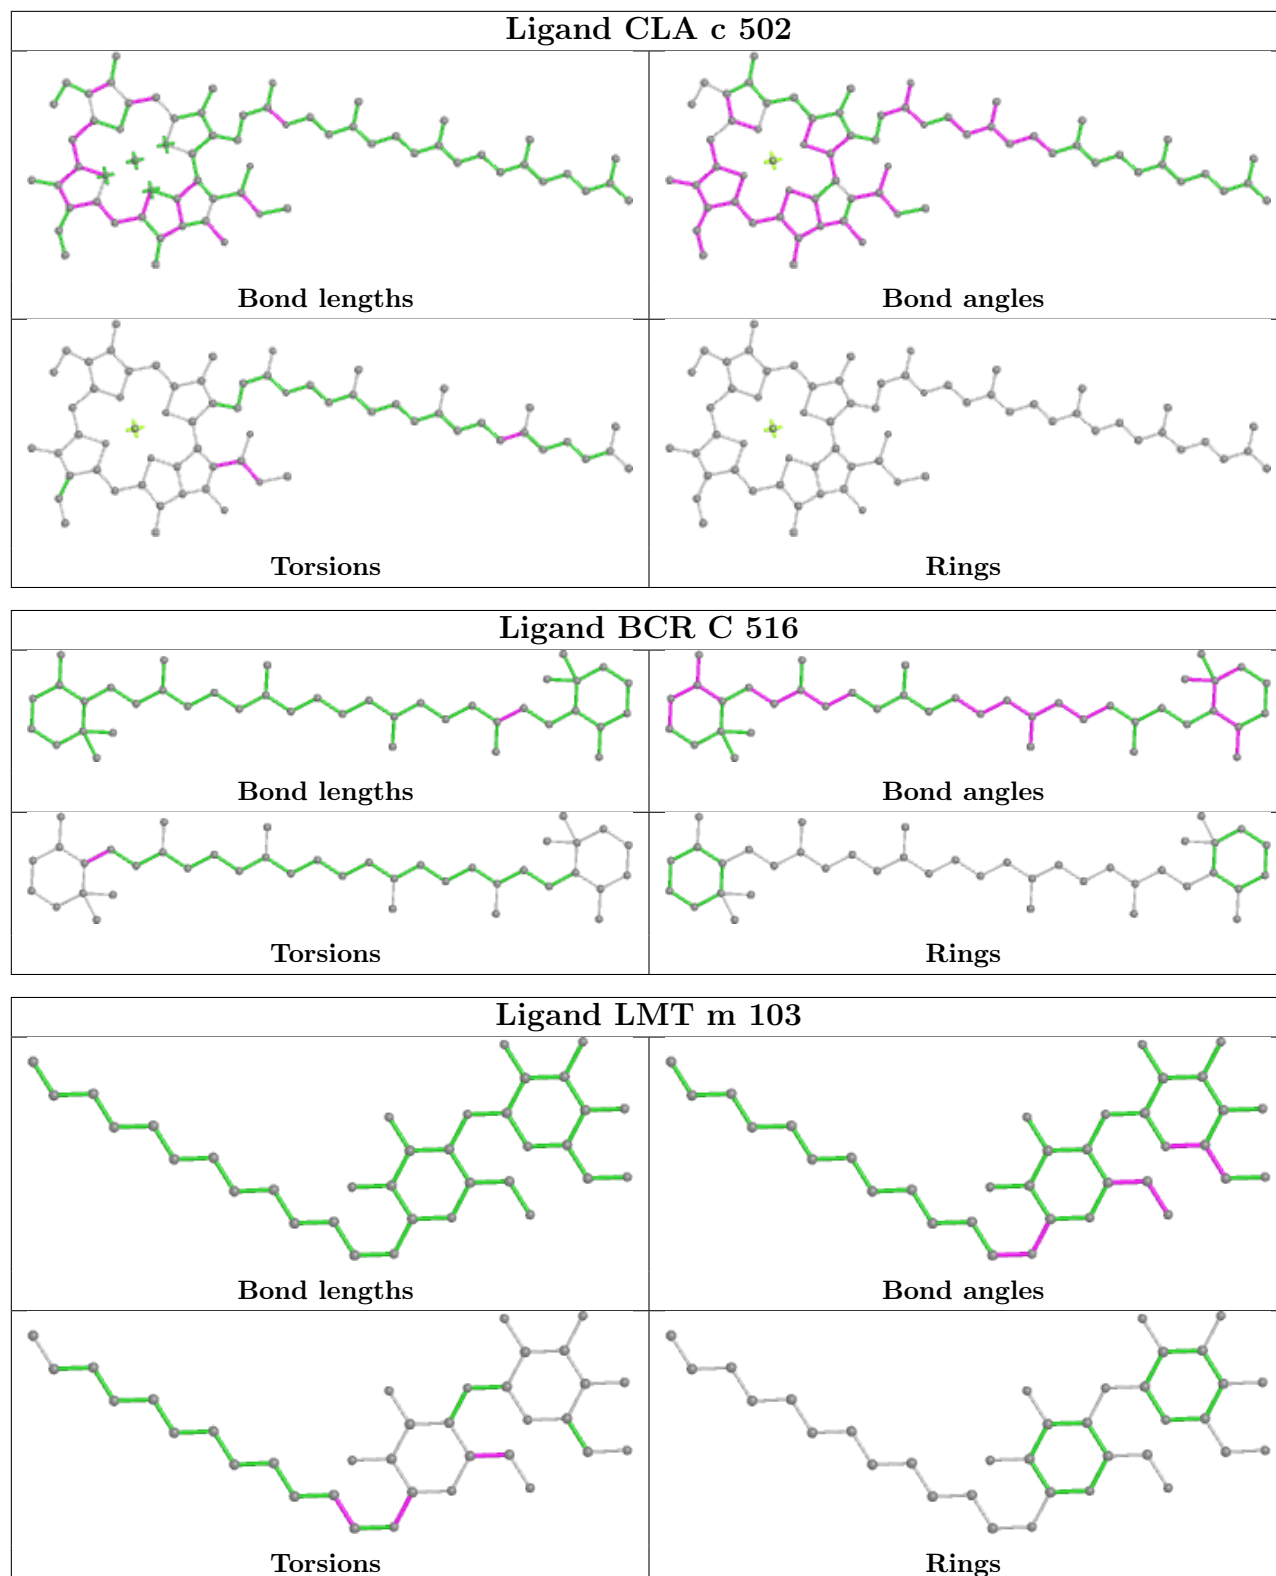 Ligand CLA c 502
Bond lengths
Bond angles
Torsions
Rings
Ligand BCR C 516
Bond lengths
Bond angles
Torsions
Rings
Ligand LMT m 103
Bond lengths
Bond angles
Torsions
Rings